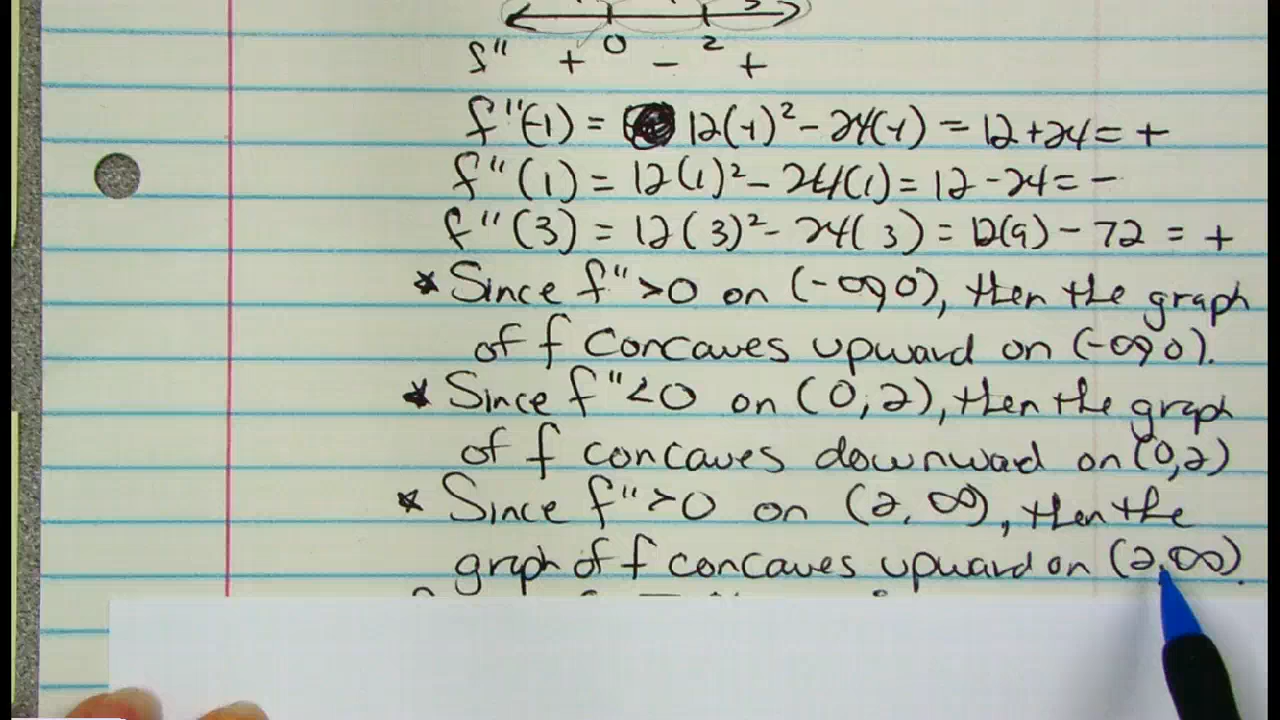 0 2
f" + - +
f"(-1) = 12(-1)² - 24(-1) = 12 + 24 = +
f"(1) = 12(1)² - 24(1) = 12 - 24 = -
f"(3) = 12(3)² - 24(3) = 12(9) - 72 = +
* Since f" > 0 on (-∞, 0), then the graph
of f concaves upward on (-∞, 0).
* Since f" < 0 on (0, 2), then the graph
of f concaves downwad on (0, 2)
* Since f" > 0 on (2, ∞), then the
graph of f concaves upward on (2, ∞).